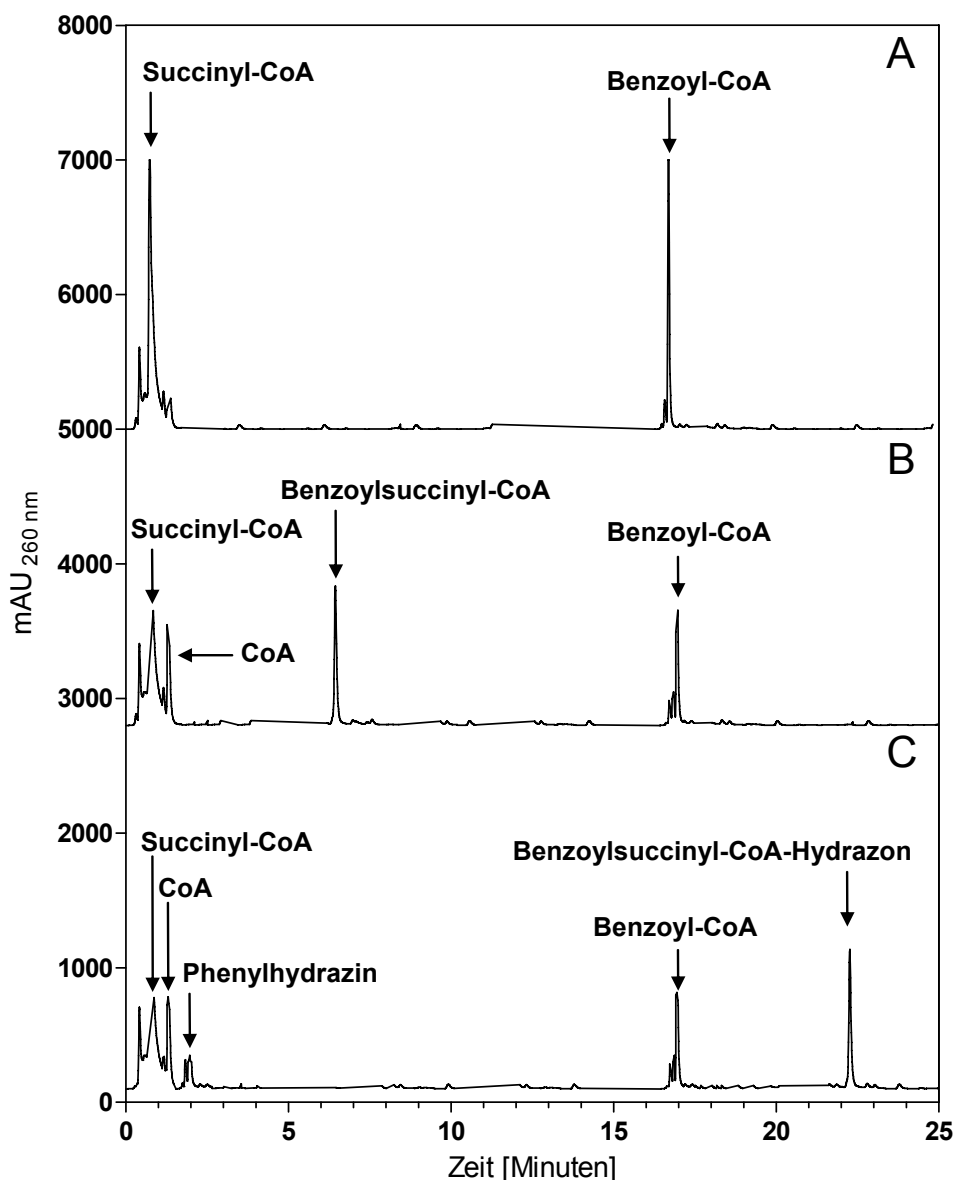 8000
A
Succinyl-CoA
Benzoyl-CoA
7000
6000
5000
B
Benzoylsuccinyl-CoA
Succinyl-CoA
Benzoyl-CoA
4000
CoA
3000
mAU 260 nm
C
2000
Succinyl-CoA
Benzoylsuccinyl-CoA-Hydrazon
CoA
Benzoyl-CoA
Phenylhydrazin
1000
0
0 5 10 15 20 25
Zeit [Minuten]